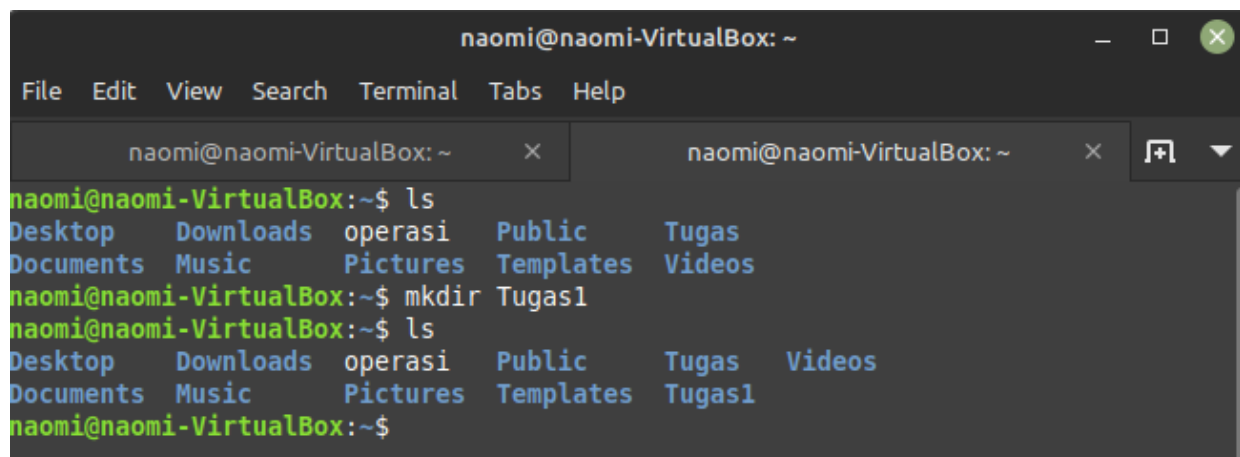 naomi@naomi-VirtualBox: ~
File Edit View Search Terminal Tabs Help
naomi@naomi-VirtualBox: ~ naomi@naomi-VirtualBox: ~
naomi@naomi-VirtualBox:~$ ls
Desktop Downloads operasi Public Tugas
Documents Music Pictures Templates Videos
naomi@naomi-VirtualBox:~$ mkdir Tugas1
naomi@naomi-VirtualBox:~$ ls
Desktop Downloads operasi Public Tugas Videos
Documents Music Pictures Templates Tugas1
naomi@naomi-VirtualBox:~$